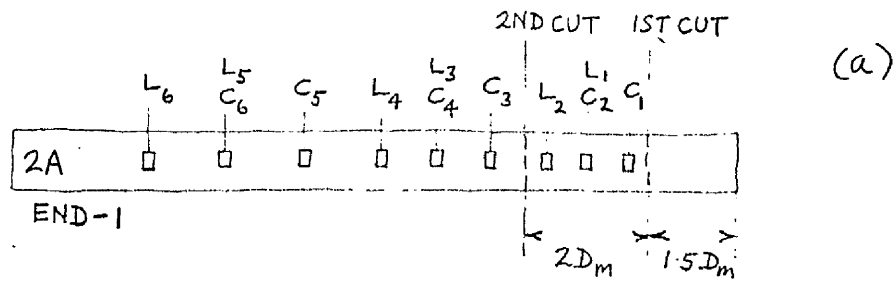 2ND CUT 1ST CUT
(a)
L6 L5 C5 L4 L3 C3 L2 L1 C1
C6 C4 C2
2A
END-1
2Dm 1.5Dm